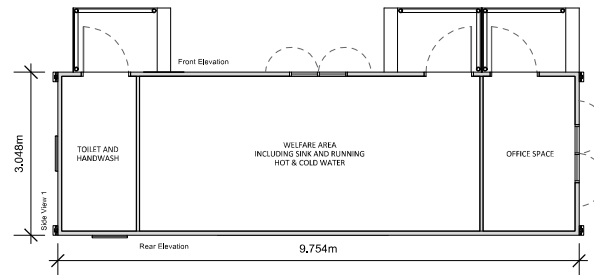 Front Elevation
3.048m
TOILET AND
HANDWASH
WELFARE AREA
INCLUDING SINK AND RUNNING
HOT & COLD WATER
OFFICE SPACE
Side View 1
Rear Elevation
9.754m